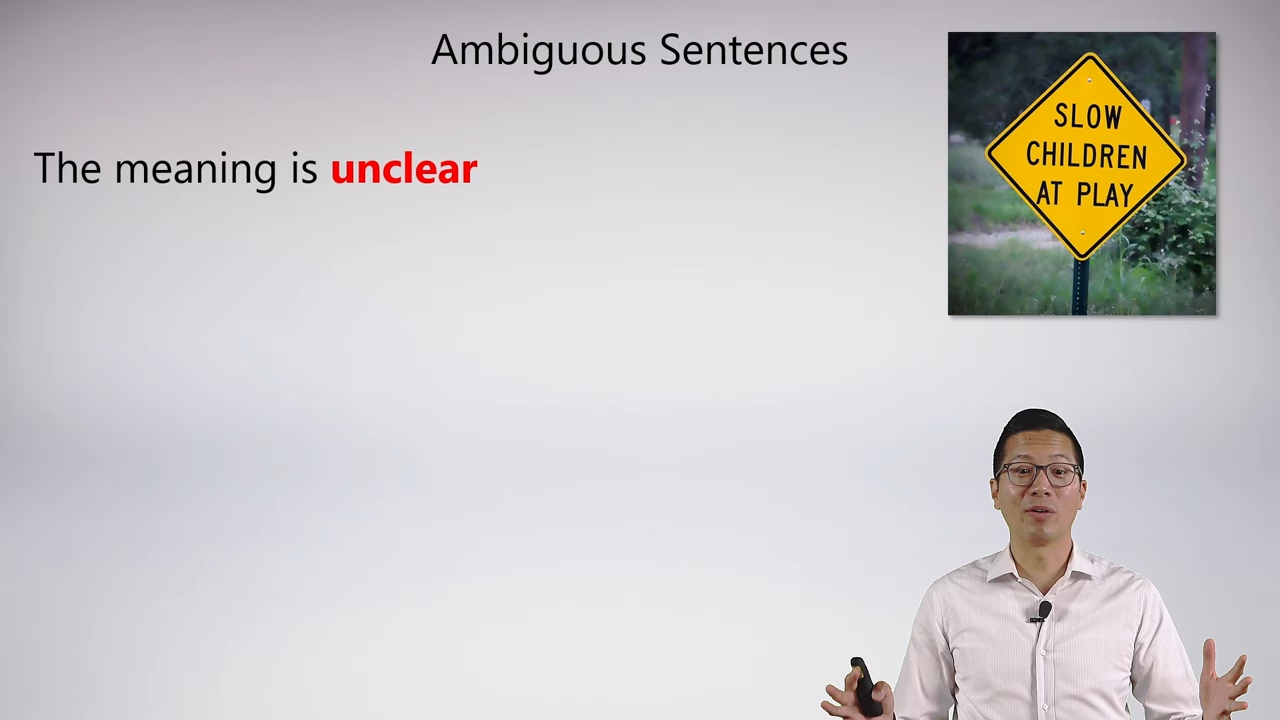 Ambiguous Sentences
The meaning is unclear
SLOW
CHILDREN
AT PLAY